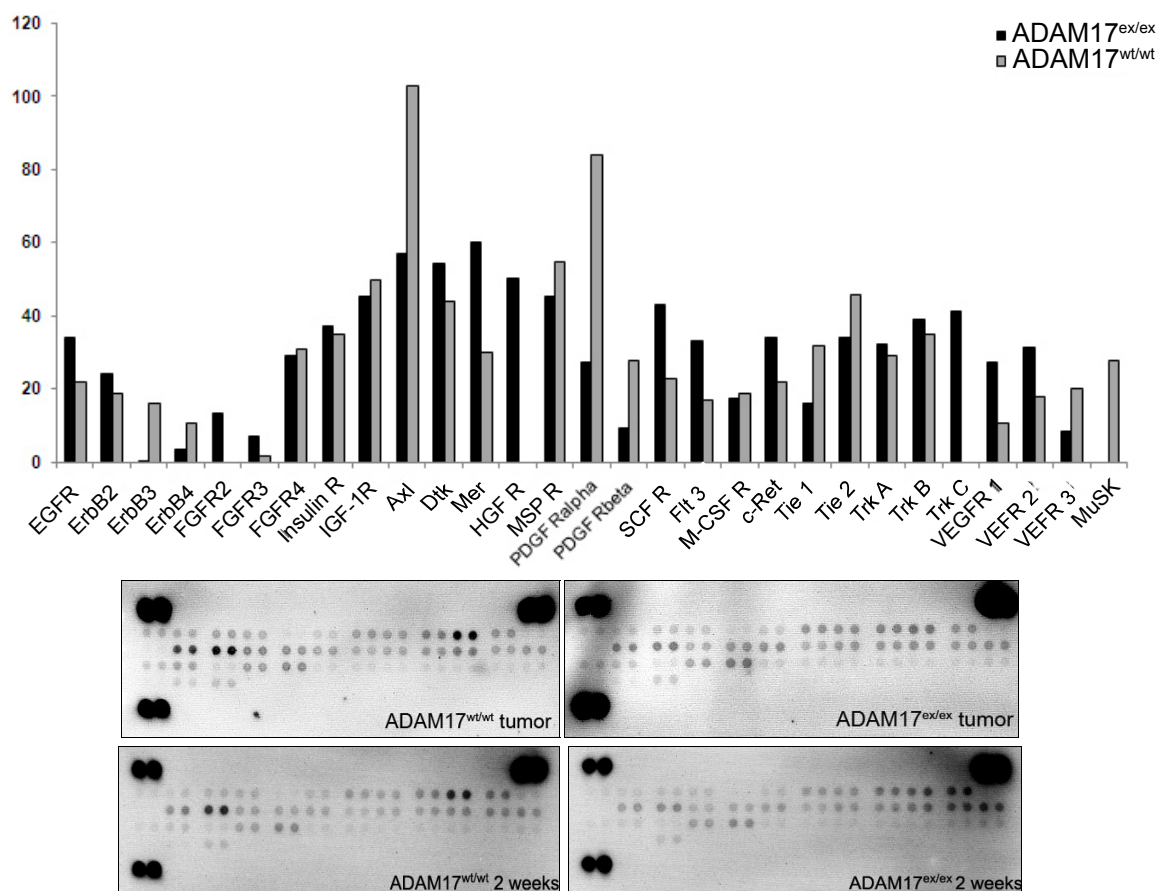 120
ADAM17ex/ex
ADAM17wt/wt
100
80
60
40
20
0
EGFR
ErbB2
ErbB3
ErbB4
FGFR2
FGFR3
FGFR4
Insulin R
IGF-1R
Axl
Dtk
Mer
HGF R
MSP R
PDGF Ralpha
PDGF Rbeta
SCF R
Flt 3
M-CSF R
c-Ret
Tie 1
Tie 2
Trk A
Trk B
Trk C
VEGFR 1
VEFR 2
VEFR 3
MuSK
ADAM17wt/wt tumor
ADAM17ex/ex tumor
ADAM17wt/wt 2 weeks
ADAM17ex/ex 2 weeks